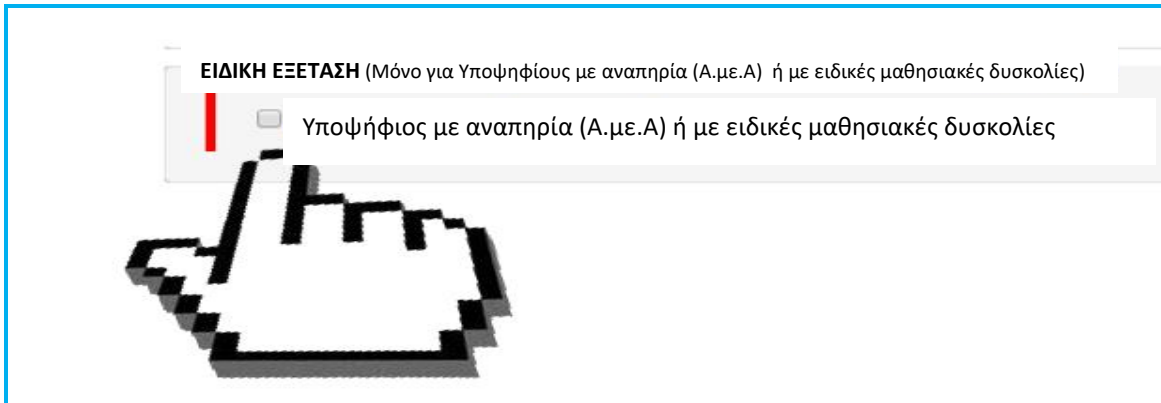 ΕΙΔΙΚΗ ΕΞΕΤΑΣΗ (Μόνο για Υποψηφίους με αναπηρία (Α.με.Α) ή με ειδικές μαθησιακές δυσκολίες)
Υποψήφιος με αναπηρία (Α.με.Α) ή με ειδικές μαθησιακές δυσκολίες